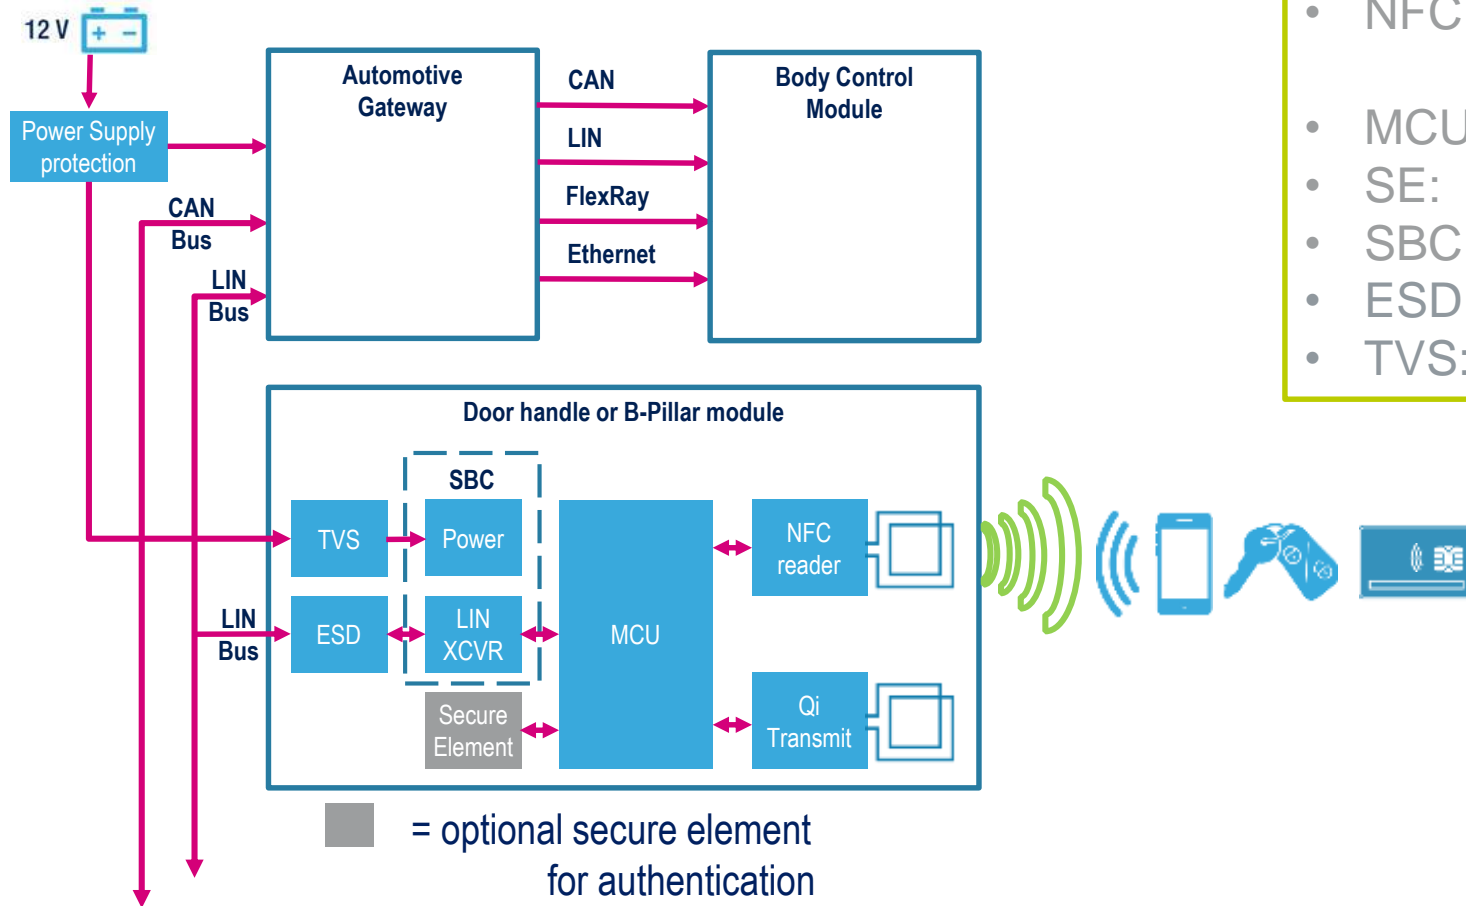 12 V
+ −
Power Supply
protection
Automotive
Gateway
CAN
LIN
FlexRay
Ethernet
Body Control
Module
CAN
Bus
LIN
Bus
• NFC
• MCU
• SE:
• SBC
• ESD
• TVS:
Door handle or B-Pillar module
SBC
TVS
Power
ESD
LIN
XCVR
LIN
Bus
MCU
NFC
reader
Secure
Element
Qi
Transmit
= optional secure element
for authentication